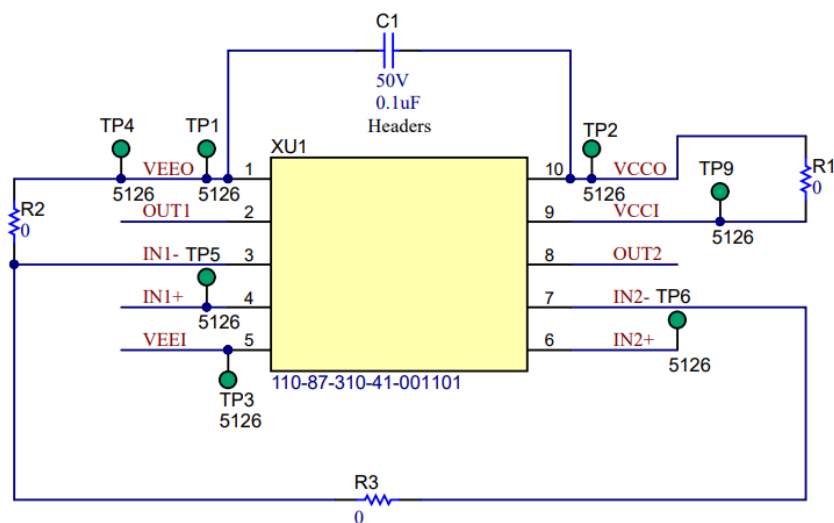 C1
50V
0.1uF
Headers
TP4
TP1
XU1
TP2
VEEO
1
10
VCCO
TP9
R1
5126
5126
5126
0
R2
0
OUT1
2
9
VCCI
5126
IN1-
TP5
3
8
OUT2
IN1+
4
7
IN2-
TP6
5126
VEEI
5
6
IN2+
5126
TP3
5126
110-87-310-41-001101
R3
0